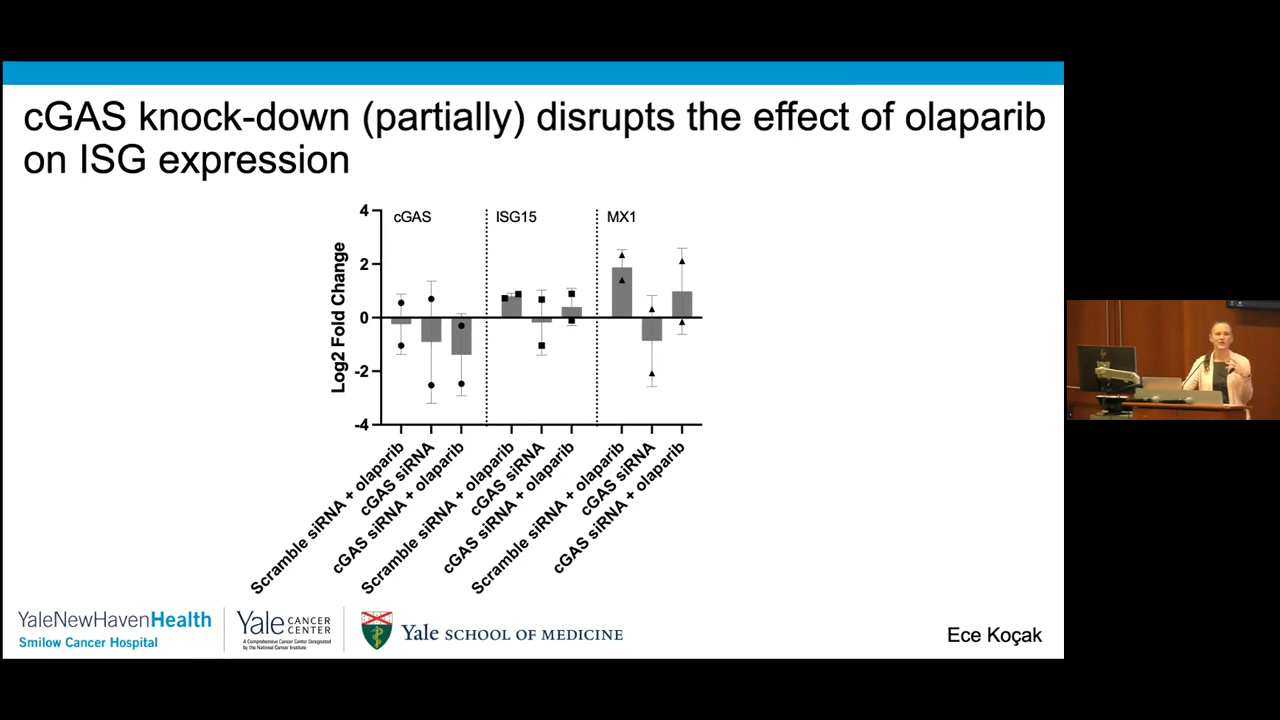 cGAS knock-down (partially) disrupts the effect of olaparib
on ISG expression
cGAS
ISG15
MX1
Log2 Fold Change
4
2
0
-2
-4
Scramble siRNA + olaparib
cGAS siRNA
cGAS siRNA + olaparib
Scramble siRNA + olaparib
cGAS siRNA
cGAS siRNA + olaparib
Scramble siRNA + olaparib
cGAS siRNA
cGAS siRNA + olaparib
YaleNewHavenHealth
Smilow Cancer Hospital
Yale CANCER
CENTER
A Comprehensive Cancer Center Designated
by the National Cancer Institute
Yale SCHOOL OF MEDICINE
Ece Koçak